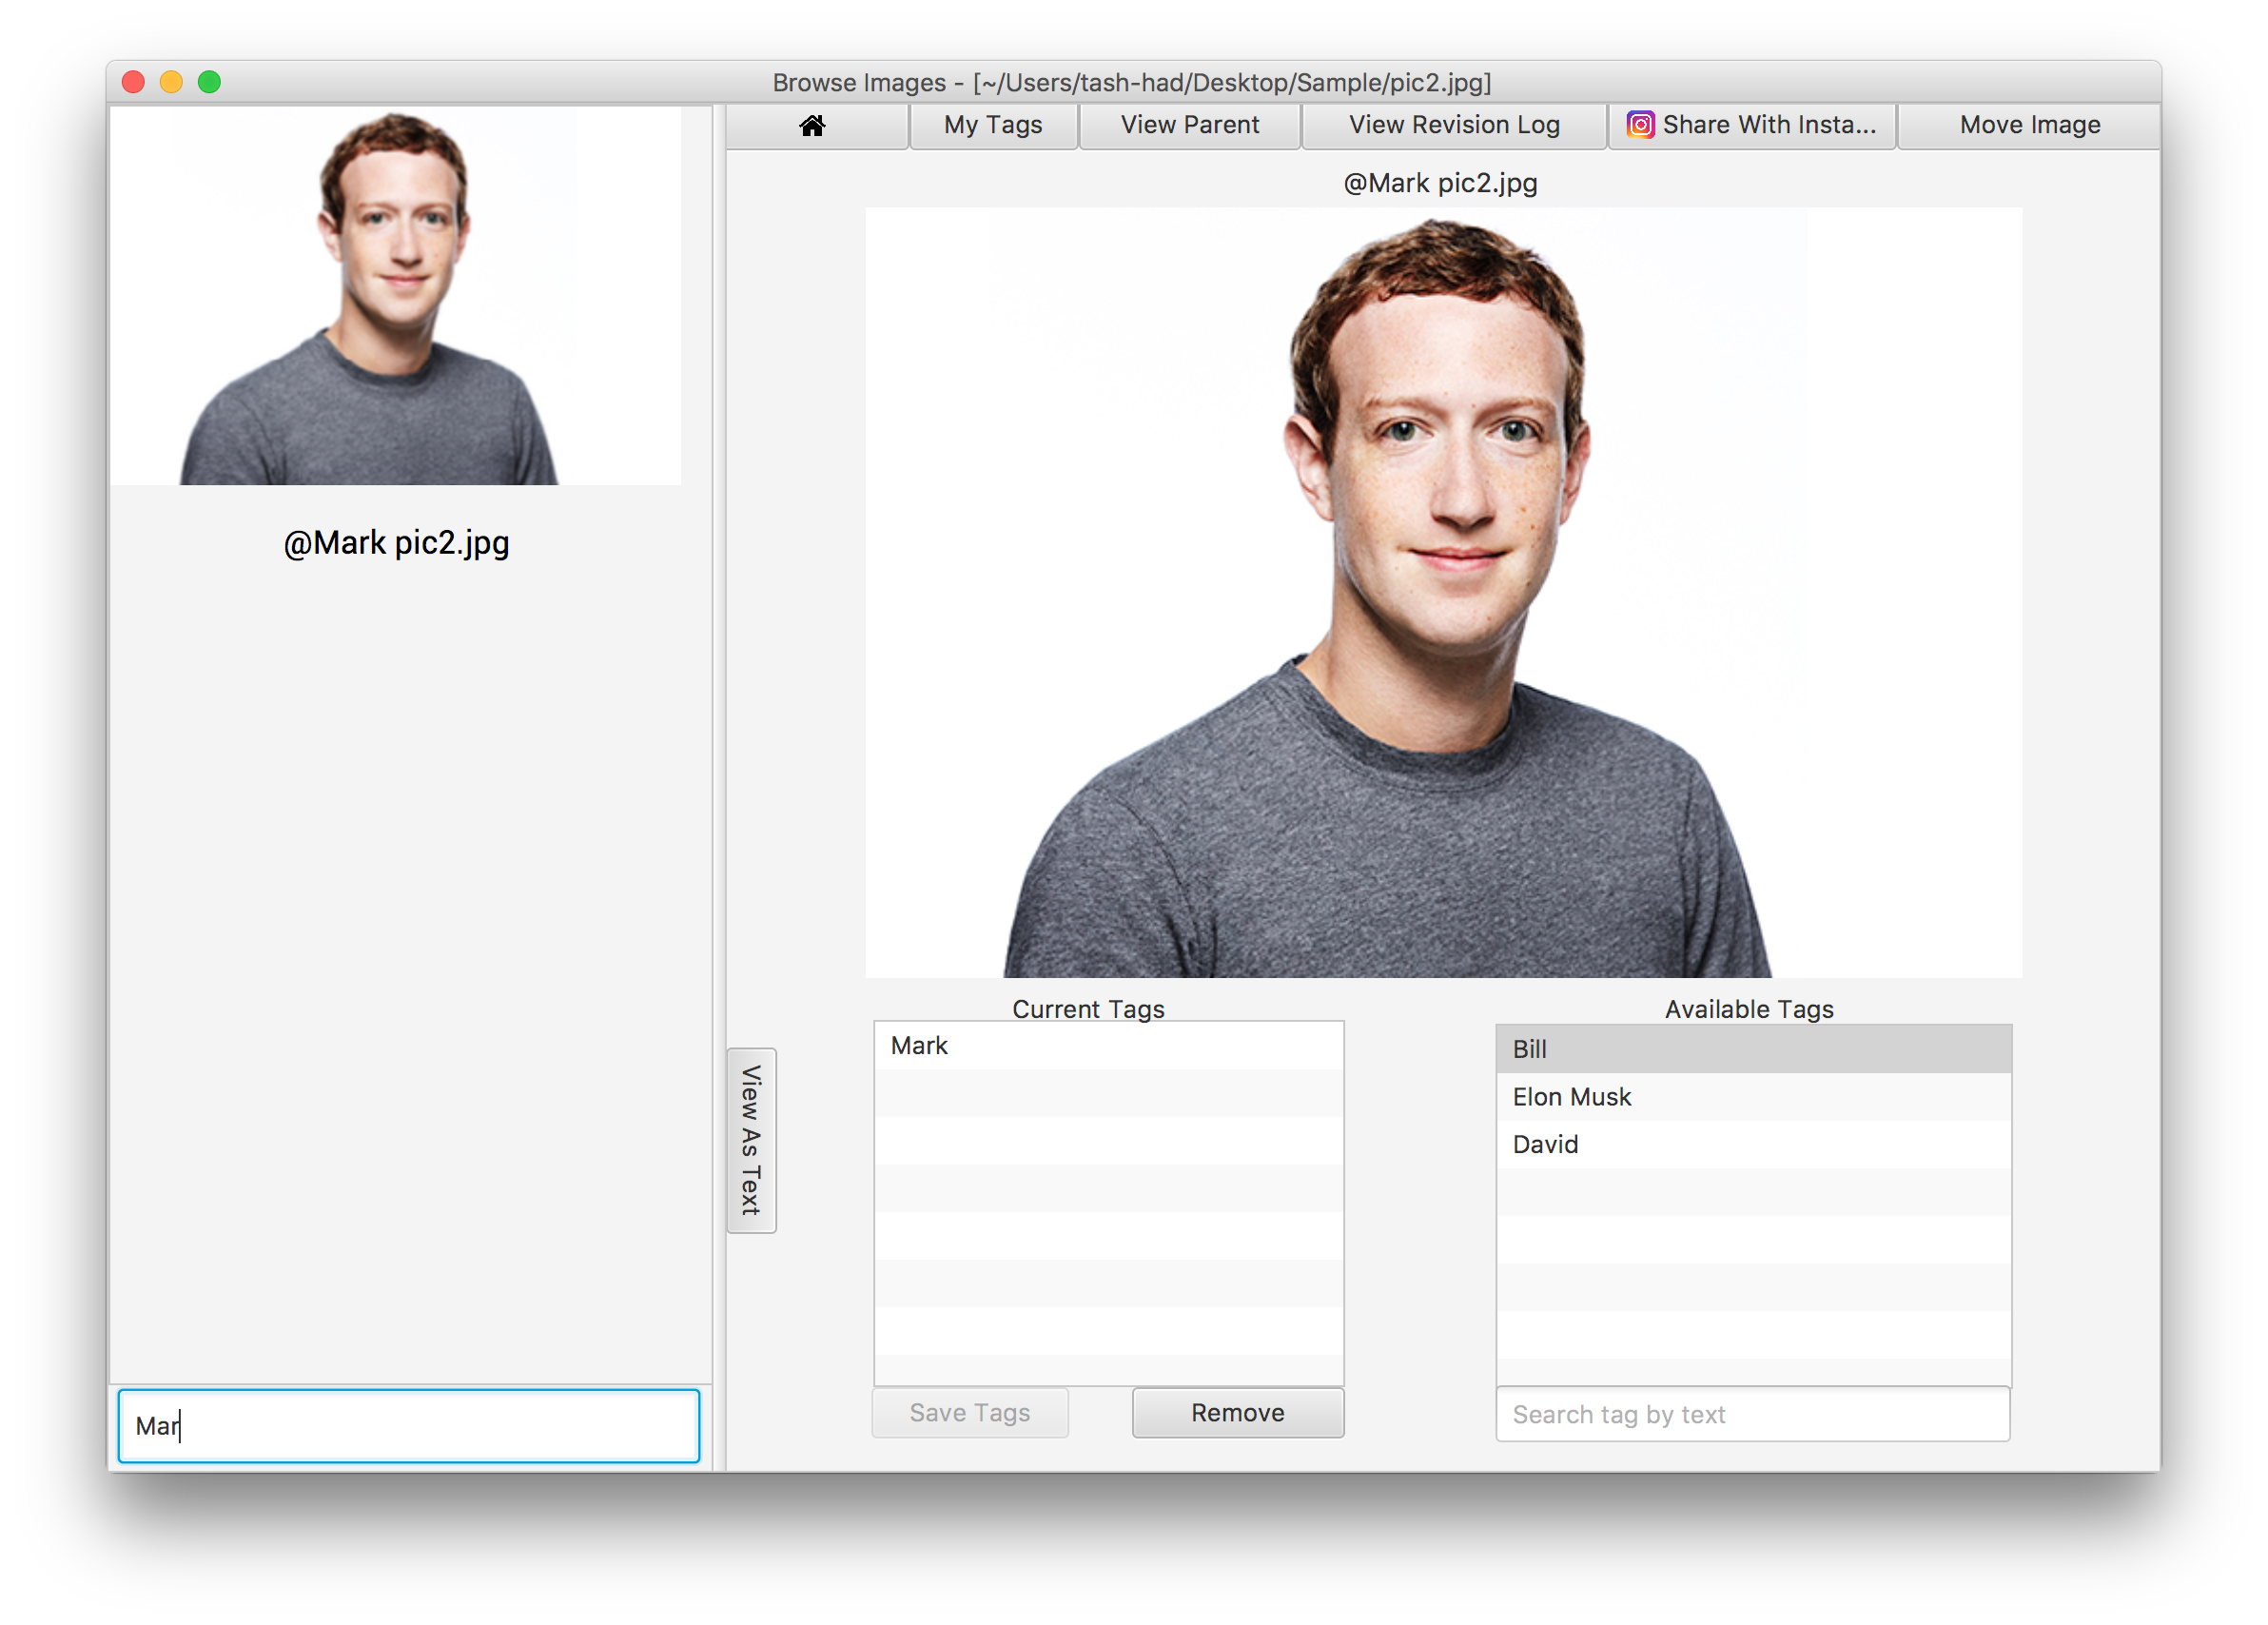 Browse Images - [~/Users/tash-had/Desktop/Sample/pic2.jpg]
My Tags
View Parent
View Revision Log
Share With Insta...
Move Image
@Mark pic2.jpg
@Mark pic2.jpg
Current Tags
Available Tags
Mark
Bill
Elon Musk
David
View As Text
Save Tags
Remove
Search tag by text
Mar